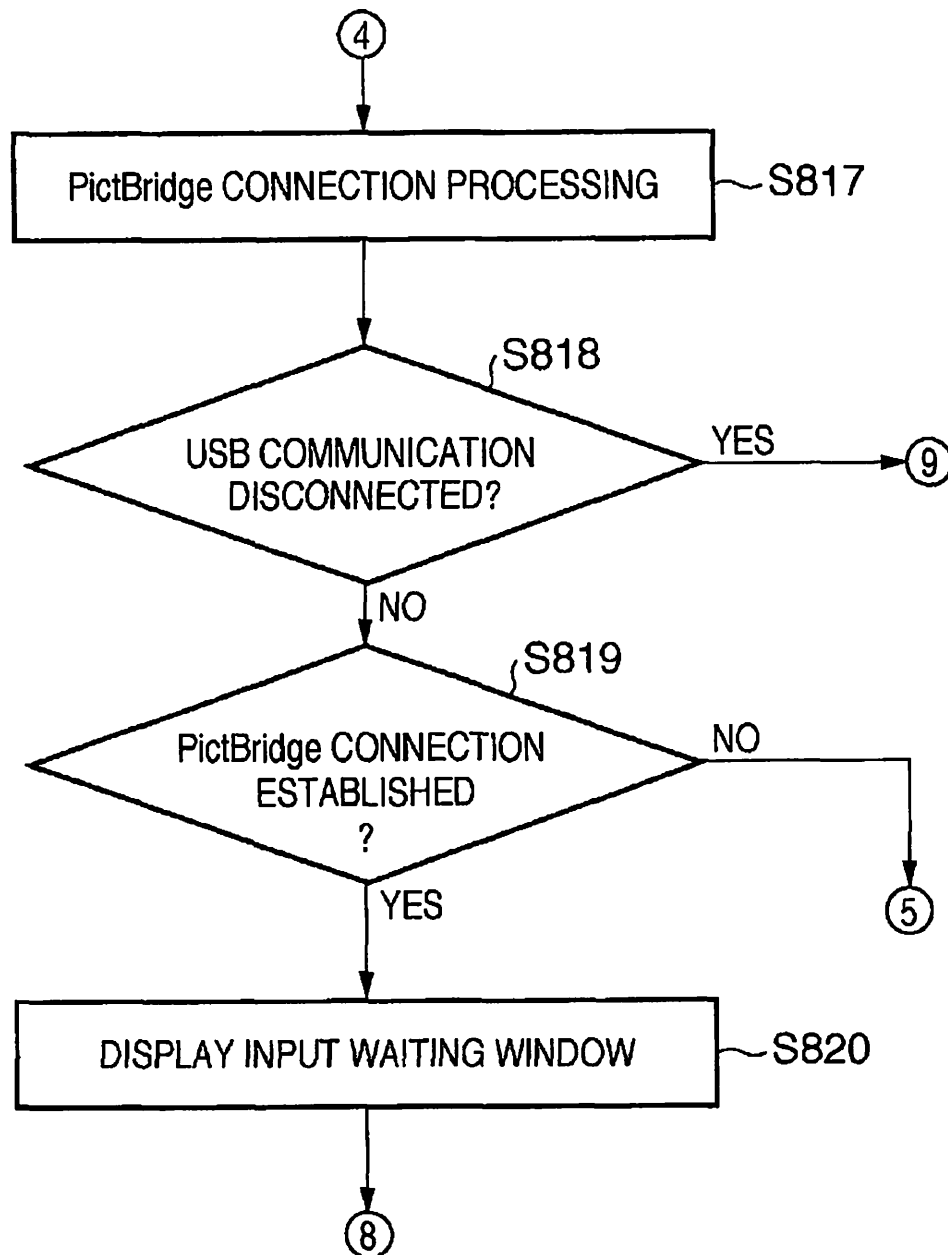 4
PictBridge CONNECTION PROCESSING
S817
S818
USB COMMUNICATION
DISCONNECTED?
YES
9
NO
S819
PictBridge CONNECTION
ESTABLISHED
?
NO
5
YES
DISPLAY INPUT WAITING WINDOW
S820
8